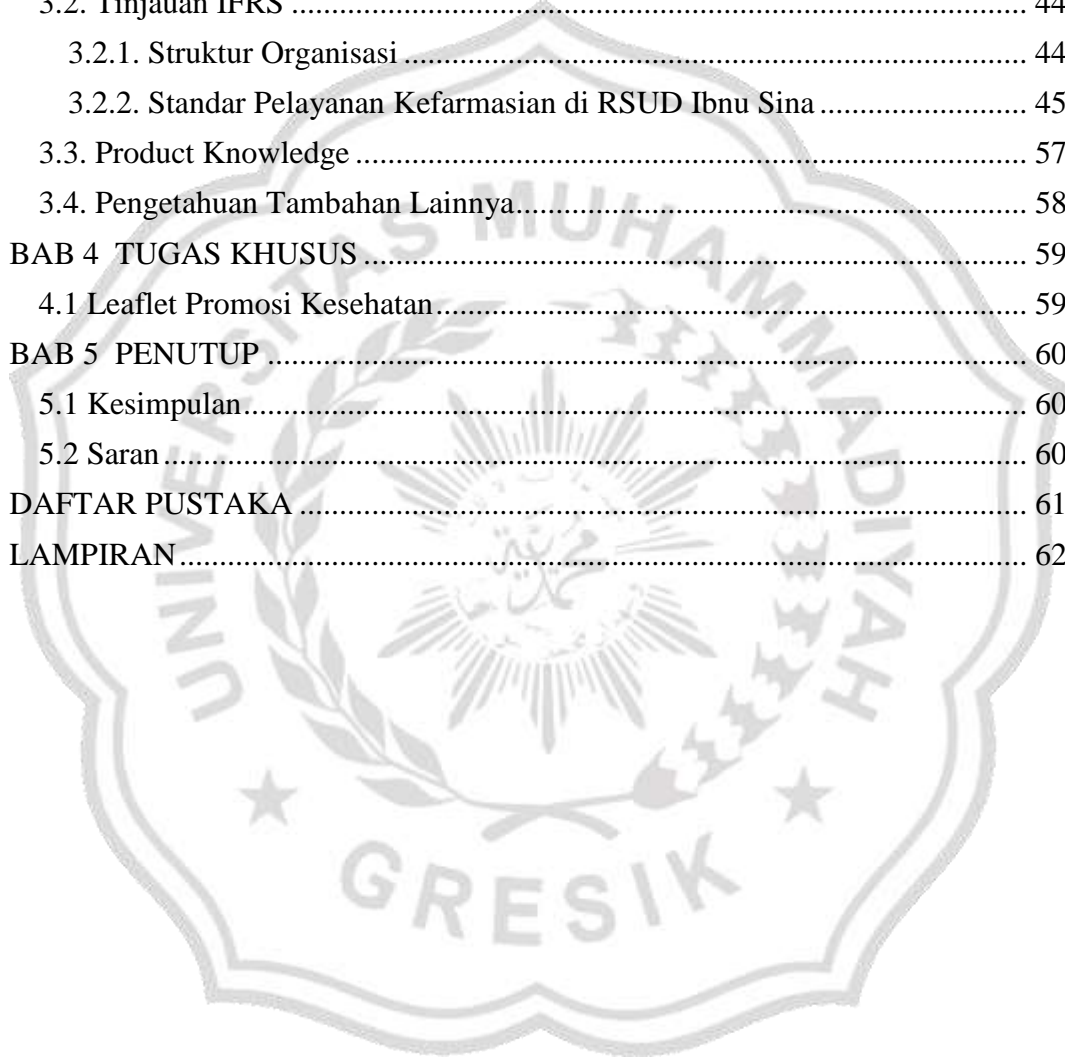 3.2. Tinjauan IFRS ........................................................................................... 44
3.2.1. Struktur Organisasi ............................................................................. 44
3.2.2. Standar Pelayanan Kefarmasian di RSUD Ibnu Sina .......................... 45
3.3. Product Knowledge .................................................................................... 57
3.4. Pengetahuan Tambahan Lainnya................................................................ 58
BAB 4  TUGAS KHUSUS .................................................................................. 59
4.1 Leaflet Promosi Kesehatan.......................................................................... 59
BAB 5  PENUTUP .............................................................................................. 60
5.1 Kesimpulan.................................................................................................. 60
5.2 Saran ............................................................................................................ 60
DAFTAR PUSTAKA .......................................................................................... 61
LAMPIRAN......................................................................................................... 62
UNIVERSITAS MUHAMMADIYAH
GRESIK